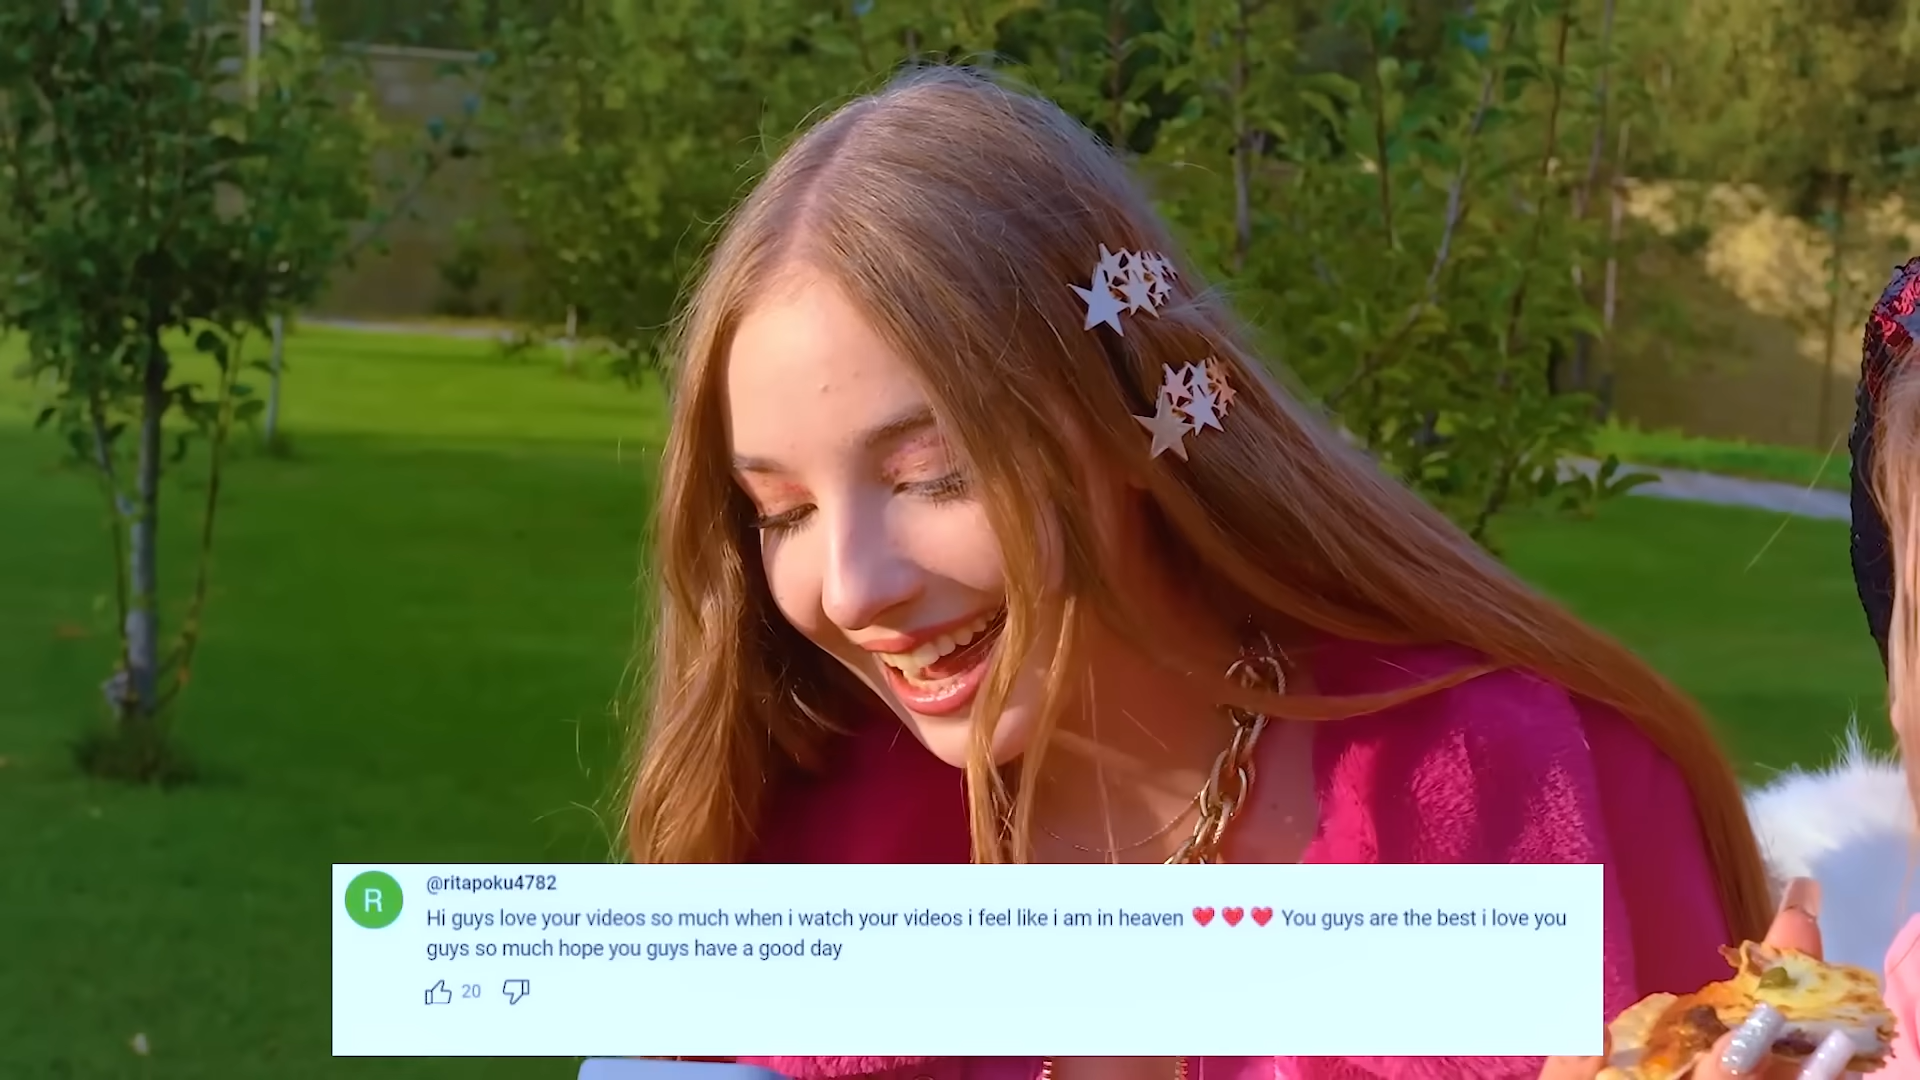 R
@ritapoku4782
Hi guys love your videos so much when i watch your videos i feel like i am in heaven ❤️ ❤️ ❤️ You guys are the best i love you
guys so much hope you guys have a good day
20